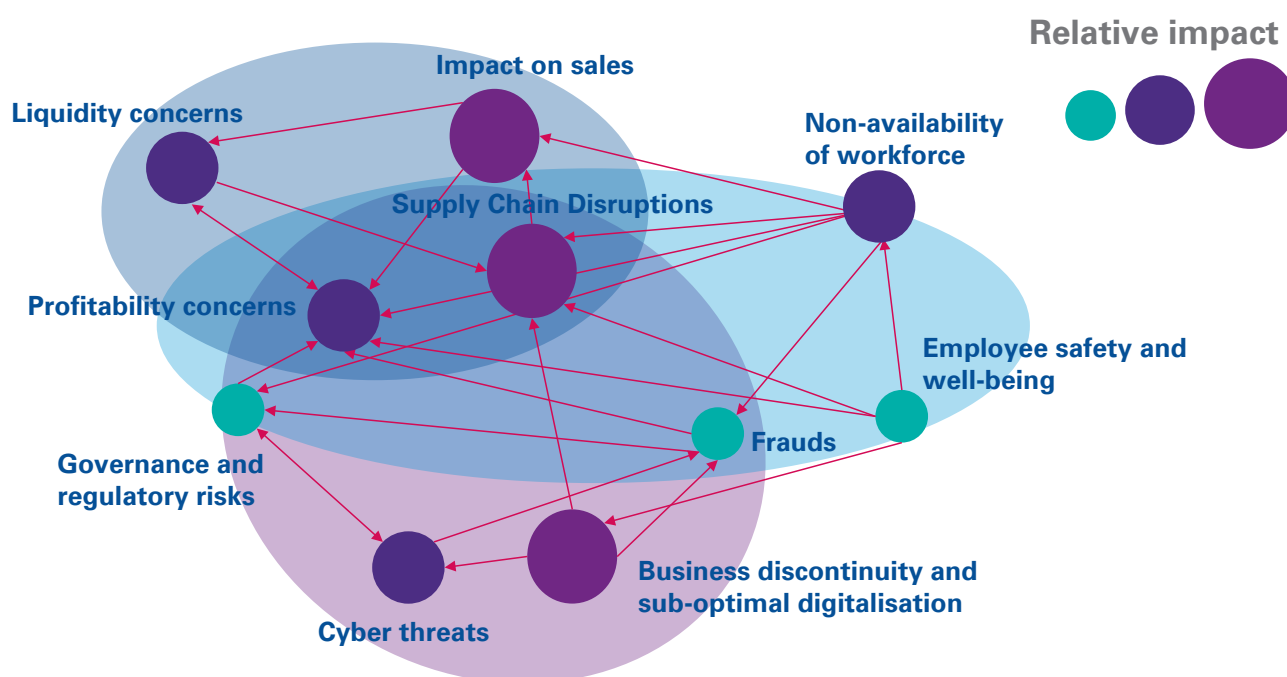 Relative impact
Impact on sales
Liquidity concerns
Non-availability
of workforce
Supply Chain Disruptions
Profitability concerns
Employee safety and
well-being
Frauds
Governance and
regulatory risks
Business discontinuity and
sub-optimal digitalisation
Cyber threats